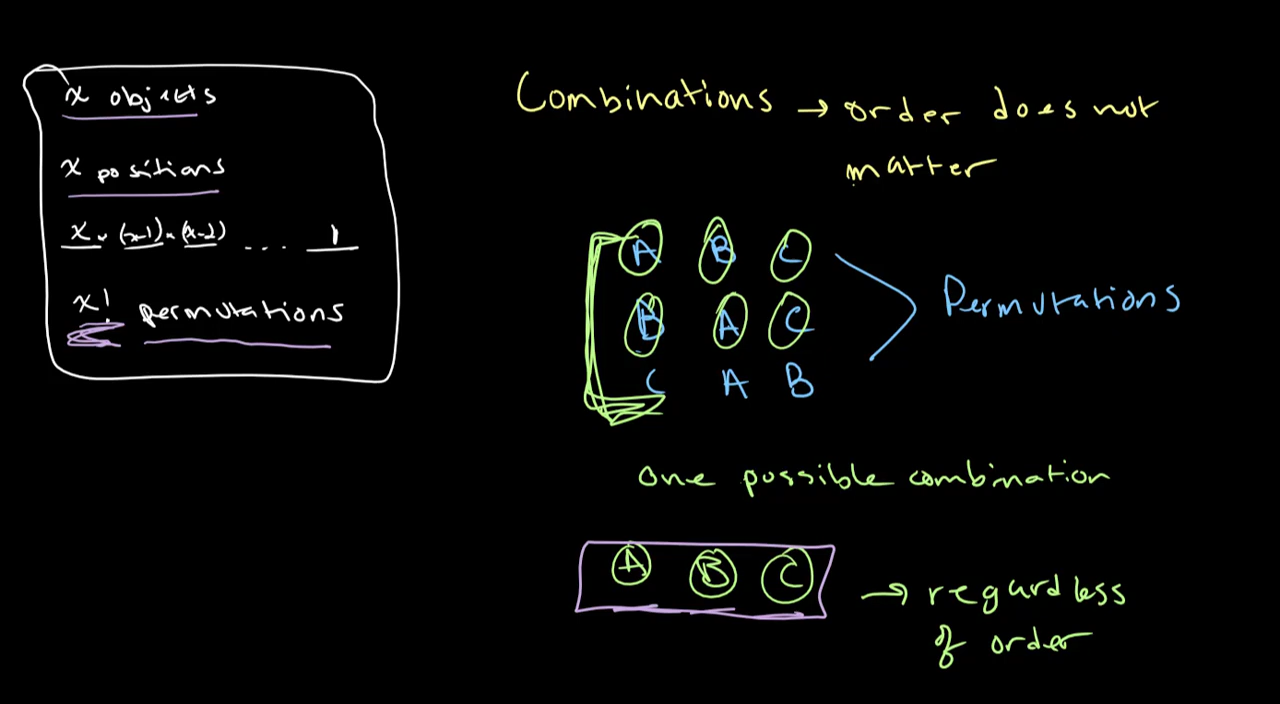 x objects
x positions
x × (x-1) × (x-2) ... 1
x! permutations
Combinations → order does not
matter
A B C
B A C
C A B
Permutations
one possible combination
A B C
→ regardless
of order